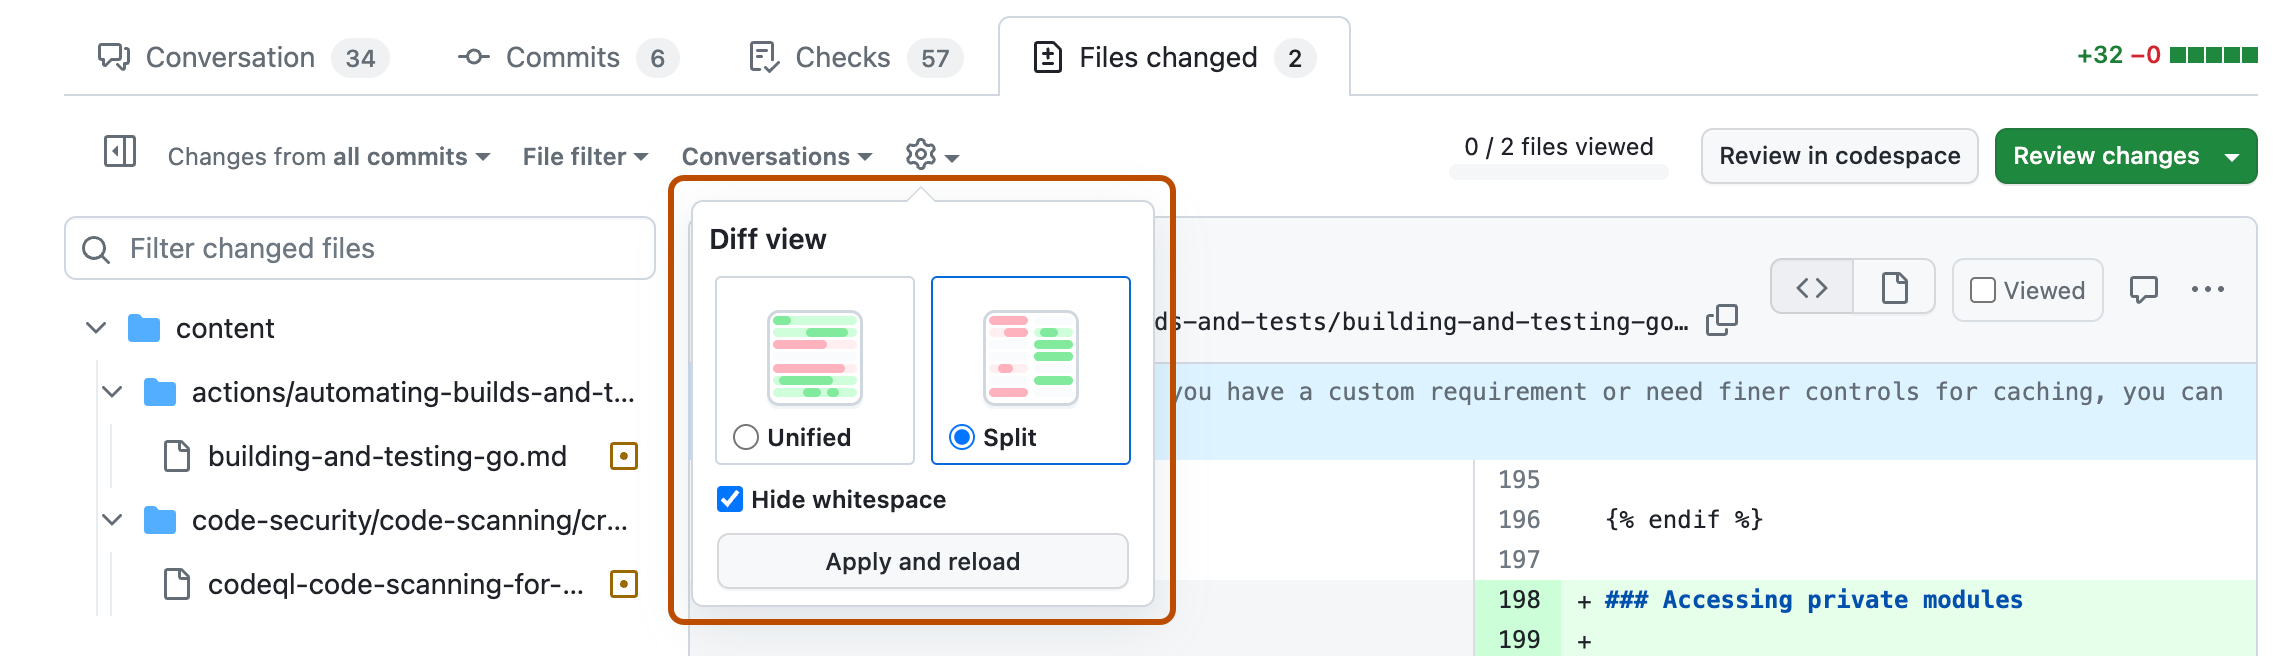 Conversation 34 Commits 6 Checks 57 Files changed 2 +32 −0
Changes from all commits File filter Conversations 0 / 2 files viewed Review in codespace Review changes
Filter changed files
content
actions/automating-builds-and-t...
building-and-testing-go.md
code-security/code-scanning/cr...
codeql-code-scanning-for-...
Diff view
Unified Split
Hide whitespace
Apply and reload
ds-and-tests/building-and-testing-go… Viewed
you have a custom requirement or need finer controls for caching, you can
195
196 {% endif %}
197
198 + ### Accessing private modules
199 +